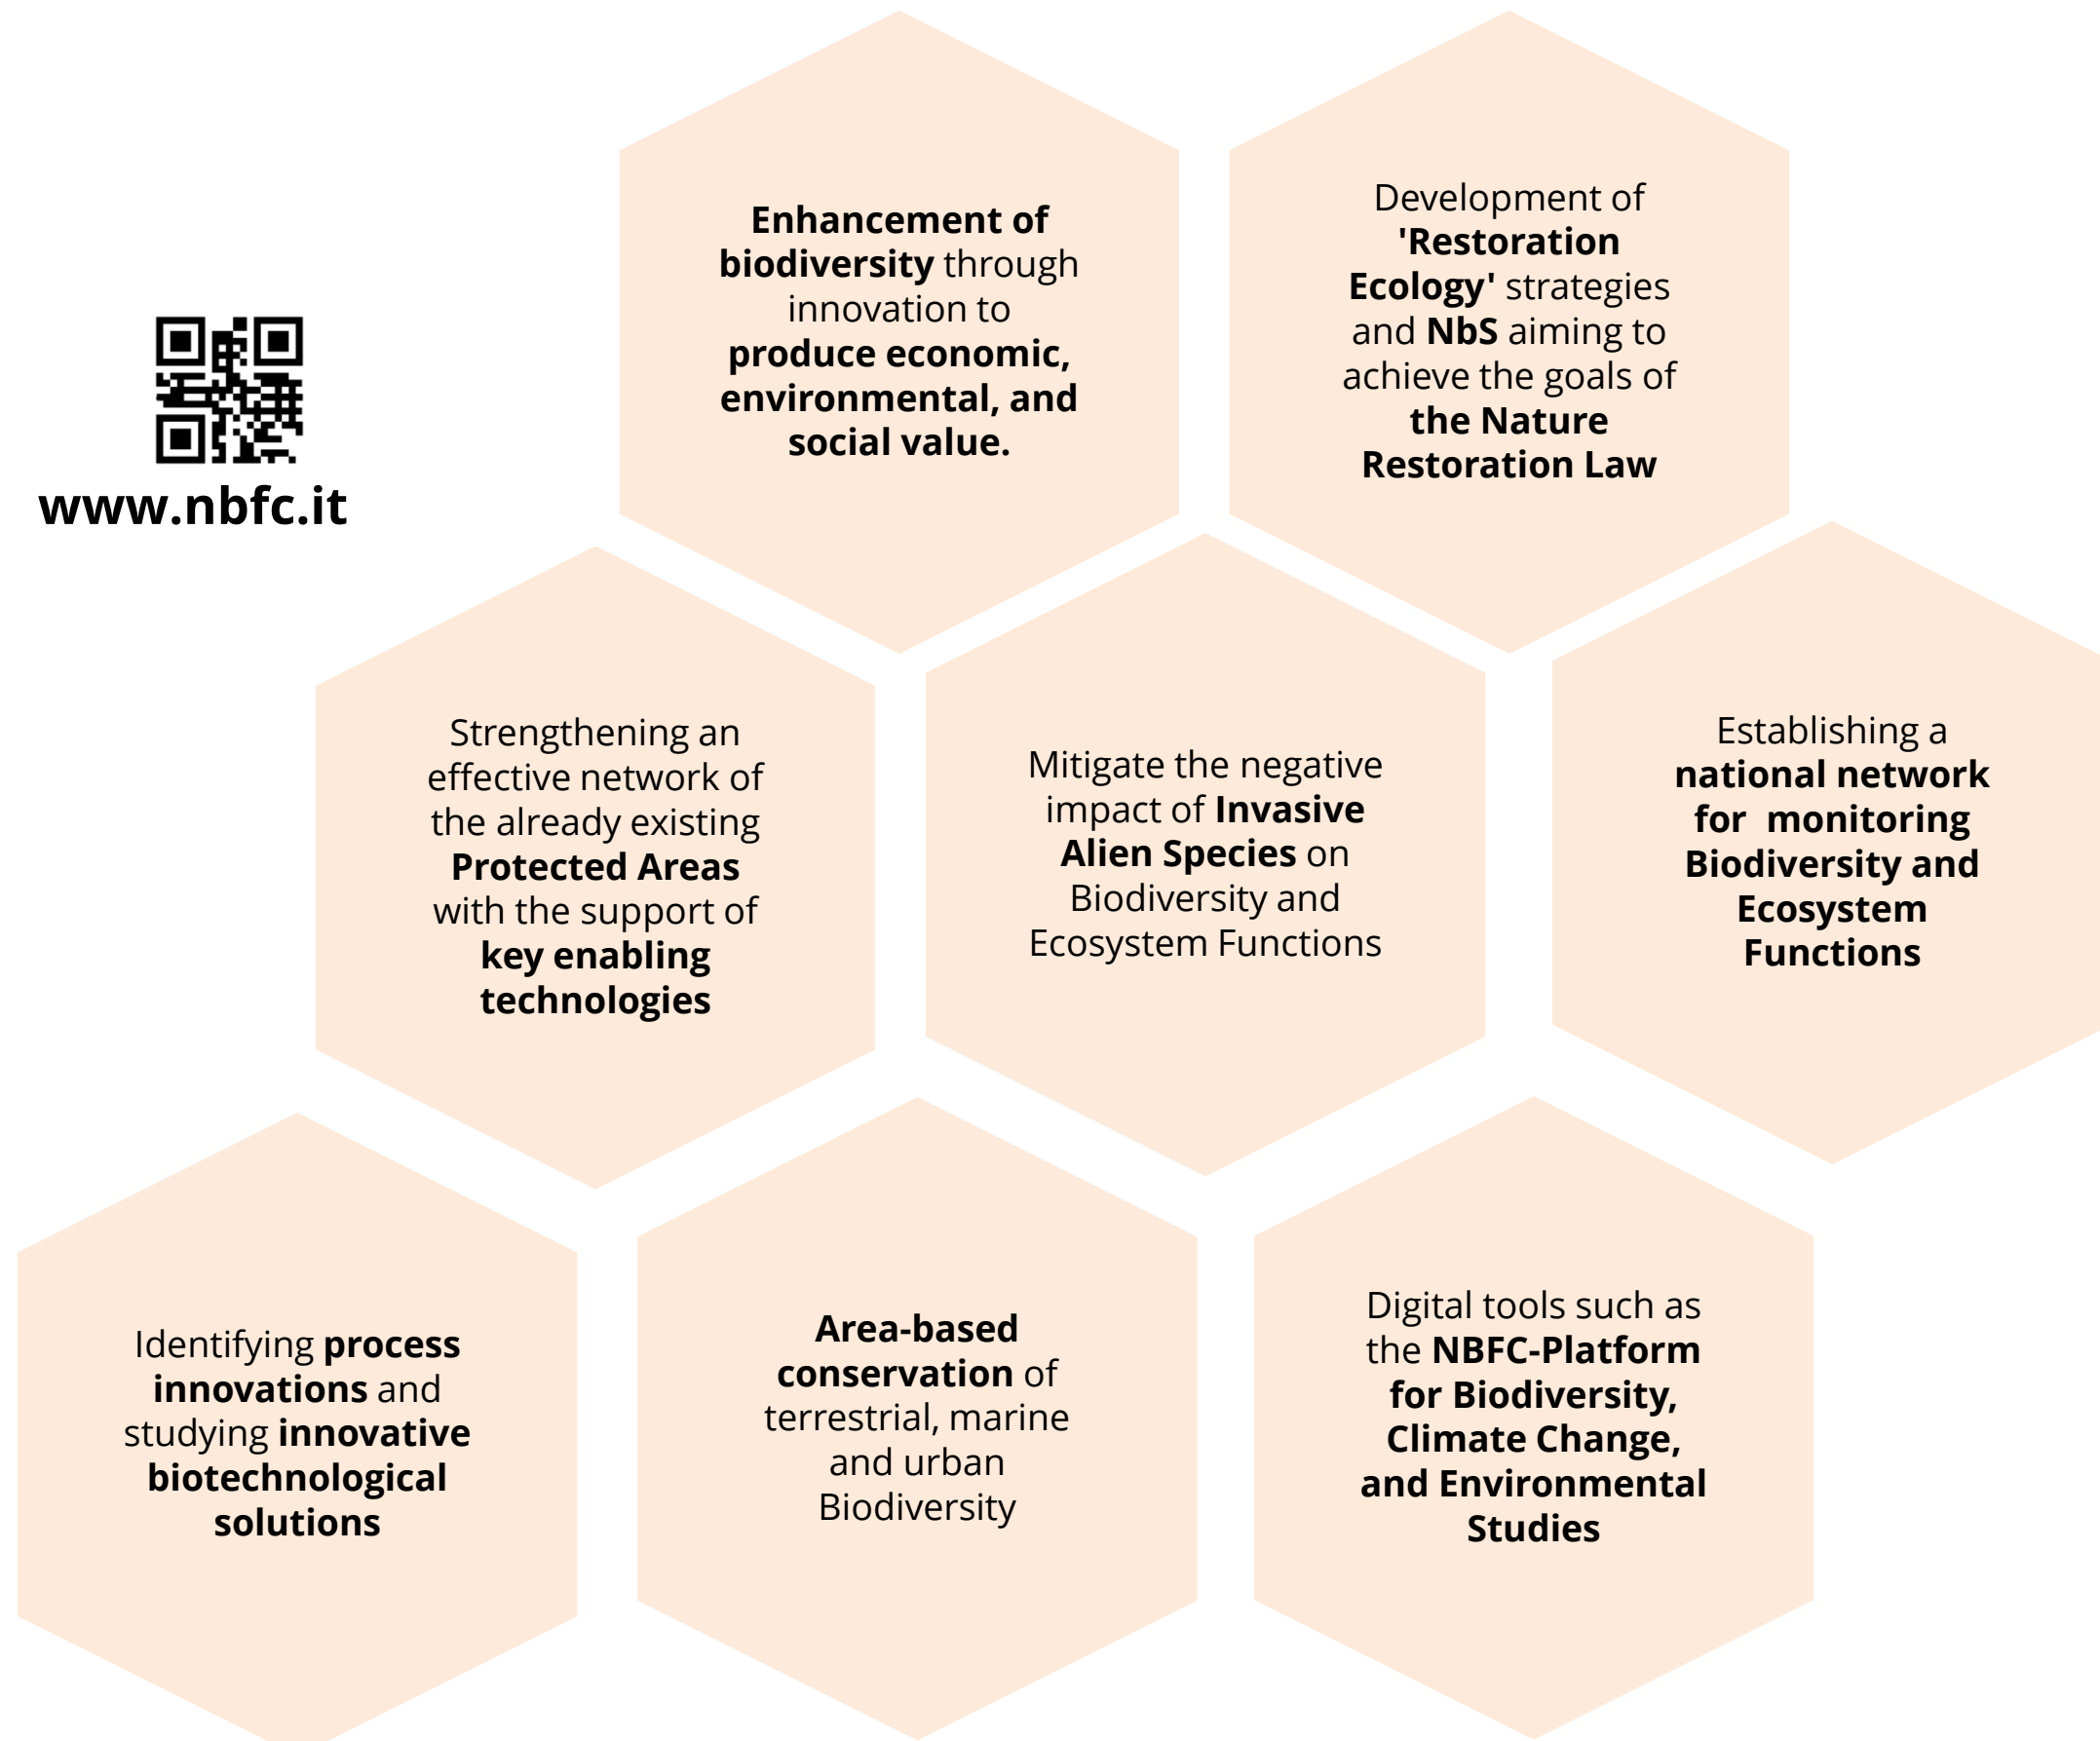 Enhancement of
biodiversity through
innovation to
produce economic,
environmental, and
social value.
Development of
'Restoration
Ecology' strategies
and NbS aiming to
achieve the goals of
the Nature
Restoration Law
www.nbfc.it
Strengthening an
effective network of
the already existing
Protected Areas
with the support of
key enabling
technologies
Mitigate the negative
impact of Invasive
Alien Species on
Biodiversity and
Ecosystem Functions
Establishing a
national network
for  monitoring
Biodiversity and
Ecosystem
Functions
Identifying process
innovations and
studying innovative
biotechnological
solutions
Area-based
conservation of
terrestrial, marine
and urban
Biodiversity
Digital tools such as
the NBFC-Platform
for Biodiversity,
Climate Change,
and Environmental
Studies